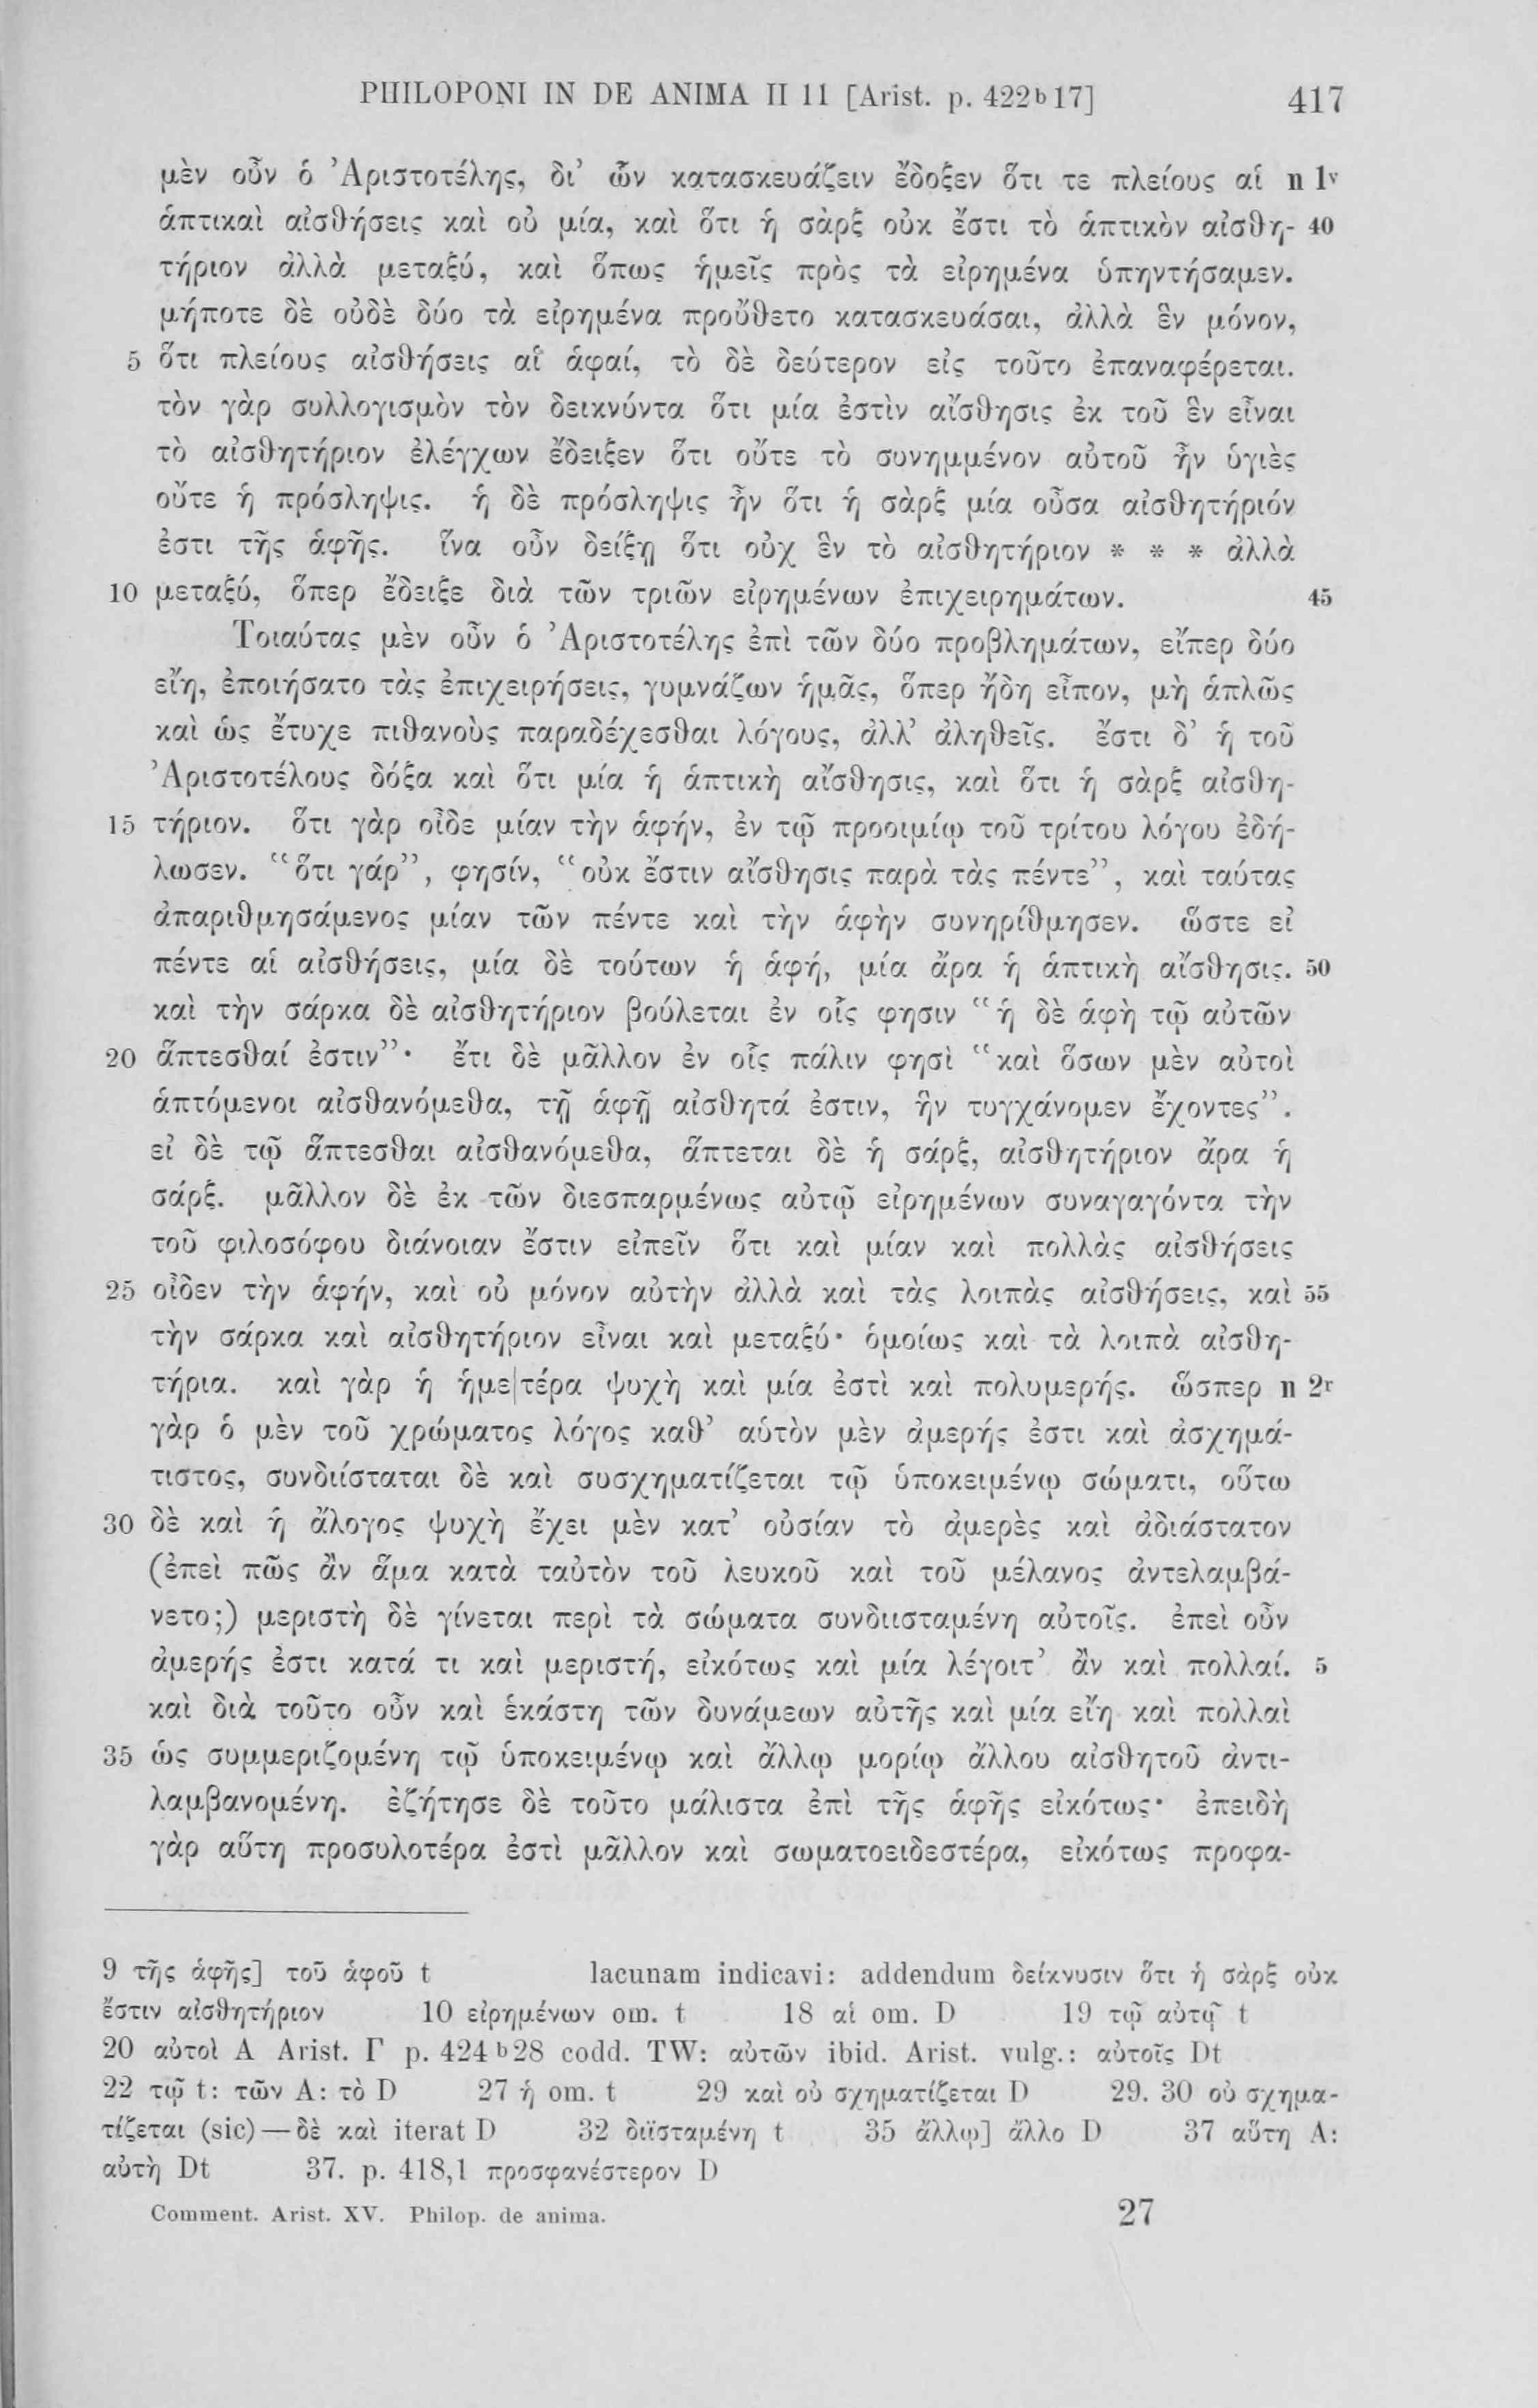 PHILOPONI IN DE ANIMA II 11 [Arist. p. 422b17] 417
μὲν οὖν ὁ Ἀριστοτέλης, δι’ ὧν κατασκευάζειν ἔδοξεν ὅτι τε πλείους αἱ n 1v
ἁπτικαὶ αἰσθήσεις καὶ οὐ μία, καὶ ὅτι ἡ σὰρξ οὐκ ἔστι τὸ ἁπτικὸν αἰσθη- 40
τήριον ἀλλὰ μεταξύ, καὶ ὅπως ἡμεῖς πρὸς τὰ εἰρημένα ὑπηντήσαμεν.
μήποτε δὲ οὐδὲ δύο τὰ εἰρημένα προὔθετο κατασκευάσαι, ἀλλὰ ἓν μόνον,
5 ὅτι πλείους αἰσθήσεις αἱ ἁφαί, τὸ δὲ δεύτερον εἰς τοῦτο ἐπαναφέρεται.
τὸν γὰρ συλλογισμὸν τὸν δεικνύντα ὅτι μία ἐστὶν αἴσθησις ἐκ τοῦ ἓν εἶναι
τὸ αἰσθητήριον ἐλέγχων ἔδειξεν ὅτι οὔτε τὸ συνημμένον αὐτοῦ ἦν ὑγιὲς
οὔτε ἡ πρόσληψις. ἡ δὲ πρόσληψις ἦν ὅτι ἡ σὰρξ μία οὖσα αἰσθητήριόν
ἐστι τῆς ἁφῆς. ἵνα οὖν δείξῃ ὅτι οὐχ ἓν τὸ αἰσθητήριον * * * ἀλλὰ
10 μεταξύ, ὅπερ ἔδειξε διὰ τῶν τριῶν εἰρημένων ἐπιχειρημάτων. 45
Τοιαύτας μὲν οὖν ὁ Ἀριστοτέλης ἐπὶ τῶν δύο προβλημάτων, εἴπερ δύο
εἴη, ἐποιήσατο τὰς ἐπιχειρήσεις, γυμνάζων ἡμᾶς, ὅπερ ἤδη εἶπον, μὴ ἁπλῶς
καὶ ὡς ἔτυχε πιθανοὺς παραδέχεσθαι λόγους, ἀλλ’ ἀληθεῖς. ἔστι δ’ ἡ τοῦ
Ἀριστοτέλους δόξα καὶ ὅτι μία ἡ ἁπτικὴ αἴσθησις, καὶ ὅτι ἡ σὰρξ αἰσθη-
15 τήριον. ὅτι γὰρ οἶδε μίαν τὴν ἁφήν, ἐν τῷ προοιμίῳ τοῦ τρίτου λόγου ἐδή-
λωσεν. “ὅτι γάρ”, φησίν, “οὐκ ἔστιν αἴσθησις παρὰ τὰς πέντε”, καὶ ταύτας
ἀπαριθμησάμενος μίαν τῶν πέντε καὶ τὴν ἁφὴν συνηρίθμησεν. ὥστε εἰ
πέντε αἱ αἰσθήσεις, μία δὲ τούτων ἡ ἁφή, μία ἄρα ἡ ἁπτικὴ αἴσθησις. 50
καὶ τὴν σάρκα δὲ αἰσθητήριον βούλεται ἐν οἷς φησιν “ἡ δὲ ἁφὴ τῷ αὐτῶν
20 ἅπτεσθαί ἐστιν”· ἔτι δὲ μᾶλλον ἐν οἷς πάλιν φησὶ “καὶ ὅσων μὲν αὐτοὶ
ἁπτόμενοι αἰσθανόμεθα, τῇ ἁφῇ αἰσθητά ἐστιν, ἣν τυγχάνομεν ἔχοντες”.
εἰ δὲ τῷ ἅπτεσθαι αἰσθανόμεθα, ἅπτεται δὲ ἡ σάρξ, αἰσθητήριον ἄρα ἡ
σάρξ. μᾶλλον δὲ ἐκ τῶν διεσπαρμένως αὐτῷ εἰρημένων συναγαγόντα τὴν
τοῦ φιλοσόφου διάνοιαν ἔστιν εἰπεῖν ὅτι καὶ μίαν καὶ πολλὰς αἰσθήσεις
25 οἶδεν τὴν ἁφήν, καὶ οὐ μόνον αὐτὴν ἀλλὰ καὶ τὰς λοιπὰς αἰσθήσεις, καὶ 55
τὴν σάρκα καὶ αἰσθητήριον εἶναι καὶ μεταξύ· ὁμοίως καὶ τὰ λοιπὰ αἰσθη-
τήρια. καὶ γὰρ ἡ ἡμε|τέρα ψυχὴ καὶ μία ἐστὶ καὶ πολυμερής. ὥσπερ n 2r
γὰρ ὁ μὲν τοῦ χρώματος λόγος καθ’ αὑτὸν μὲν ἀμερής ἐστι καὶ ἀσχημά-
τιστος, συνδιίσταται δὲ καὶ συσχηματίζεται τῷ ὑποκειμένῳ σώματι, οὕτω
30 δὲ καὶ ἡ ἄλογος ψυχὴ ἔχει μὲν κατ’ οὐσίαν τὸ ἀμερὲς καὶ ἀδιάστατον
(ἐπεὶ πῶς ἂν ἅμα κατὰ ταὐτὸν τοῦ λευκοῦ καὶ τοῦ μέλανος ἀντελαμβά-
νετο;) μεριστὴ δὲ γίνεται περὶ τὰ σώματα συνδιισταμένη αὐτοῖς. ἐπεὶ οὖν
ἀμερής ἐστι κατά τι καὶ μεριστή, εἰκότως καὶ μία λέγοιτ’ ἂν καὶ πολλαί. 5
καὶ διὰ τοῦτο οὖν καὶ ἑκάστη τῶν δυνάμεων αὐτῆς καὶ μία εἴη καὶ πολλαὶ
35 ὡς συμμεριζομένη τῷ ὑποκειμένῳ καὶ ἄλλῳ μορίῳ ἄλλου αἰσθητοῦ ἀντι-
λαμβανομένη. ἐζήτησε δὲ τοῦτο μάλιστα ἐπὶ τῆς ἁφῆς εἰκότως· ἐπειδὴ
γὰρ αὕτη προσυλοτέρα ἐστὶ μᾶλλον καὶ σωματοειδεστέρα, εἰκότως προφα-
9 τῆς ἁφῆς] τοῦ ἁφοῦ t lacunam indicavi: addendum δείκνυσιν ὅτι ἡ σὰρξ οὐκ
ἔστιν αἰσθητήριον 10 εἰρημένων om. t 18 αἱ om. D 19 τῷ αὐτῷ t
20 αὐτοὶ A Arist. Γ p. 424b28 codd. TW: αὐτῶν ibid. Arist. vulg.: αὐτοῖς Dt
22 τῷ t: τῶν A: τὸ D 27 ἡ om. t 29 καὶ οὐ σχηματίζεται D 29. 30 οὐ σχημα-
τίζεται (sic) — δὲ καὶ iterat D 32 διϊσταμένη t 35 ἄλλῳ] ἄλλο D 37 αὕτη A:
αὐτὴ Dt 37. p. 418,1 προσφανέστερον D
Comment. Arist. XV. Philop. de anima. 27